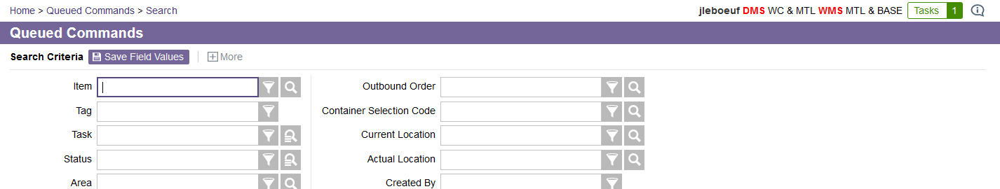 Home > Queued Commands > Search
jleboeuf DMS WC & MTL WMS MTL & BASE Tasks 1
Queued Commands
Search Criteria Save Field Values More
Item
Outbound Order
Tag
Container Selection Code
Task
Current Location
Status
Actual Location
Area
Created By